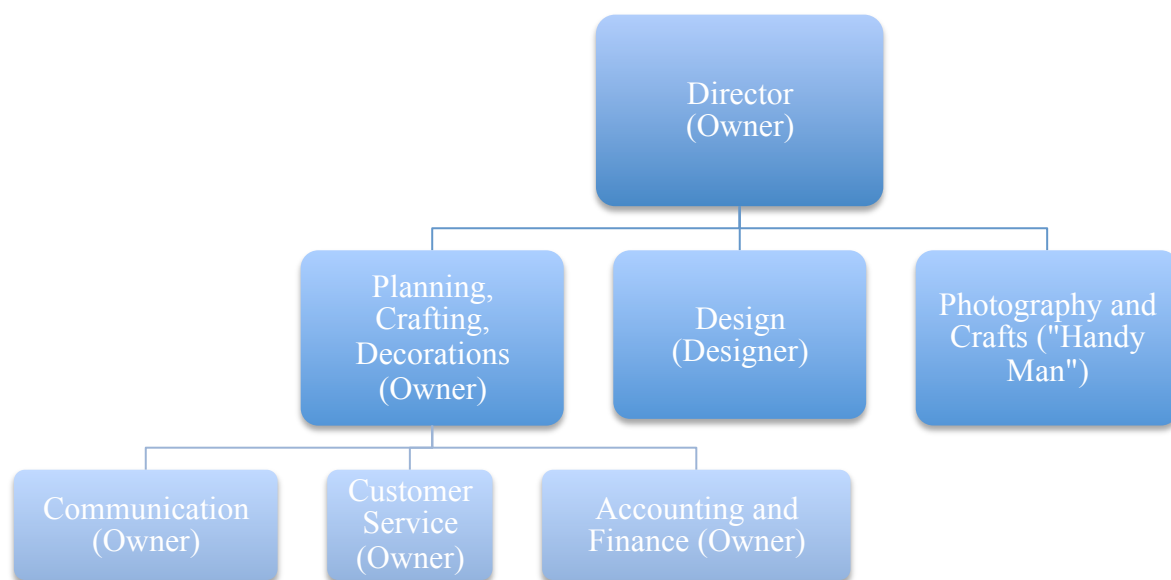 Director
(Owner)
Planning,
Crafting,
Decorations
(Owner)
Design
(Designer)
Photography and
Crafts ("Handy
Man")
Communication
(Owner)
Customer
Service
(Owner)
Accounting and
Finance (Owner)